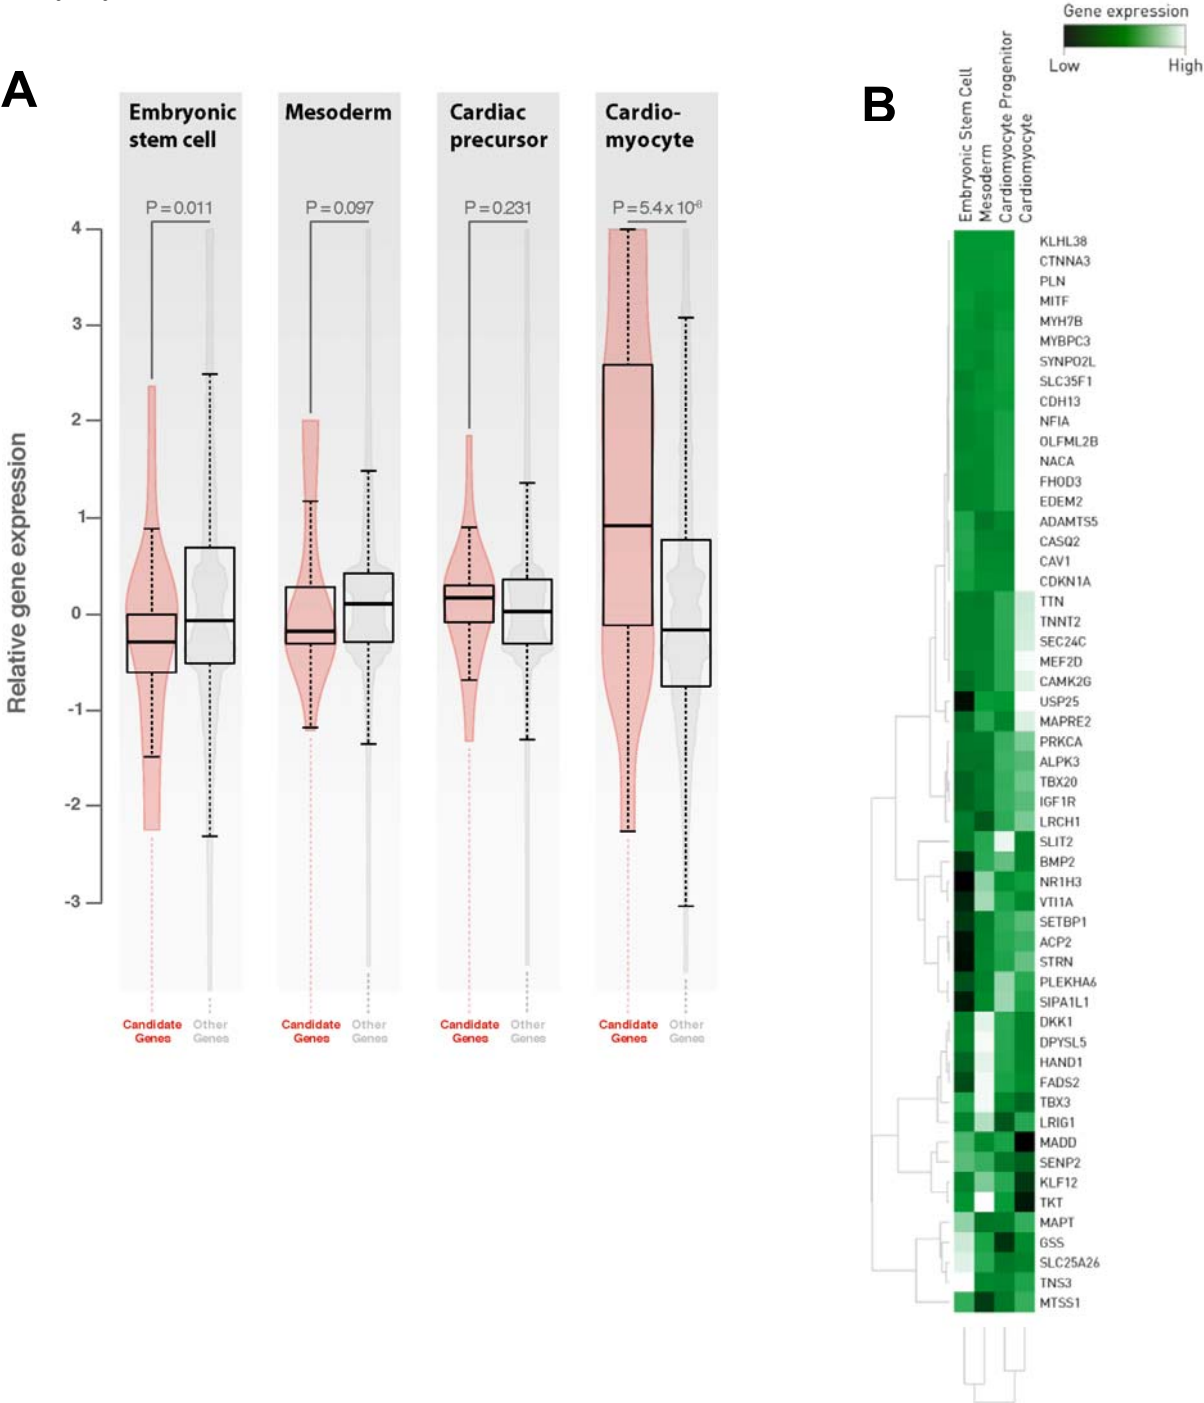 A
Embryonic
stem cell
Mesoderm
Cardiac
precursor
Cardio-
myocyte
P = 0.011
P = 0.097
P = 0.231
P = 5.4 x 10⁻⁸
Relative gene expression
4
3
2
1
0
-1
-2
-3
Candidate
Genes
Other
Genes
Candidate
Genes
Other
Genes
Candidate
Genes
Other
Genes
Candidate
Genes
Other
Genes
B
Gene expression
Low High
Embryonic Stem Cell
Mesoderm
Cardiomyocyte Progenitor
Cardiomyocyte
KLHL38
CTNNA3
PLN
MITF
MYH7B
MYBPC3
SYNPO2L
SLC35F1
CDH13
NFIA
OLFML2B
NACA
FHOD3
EDEM2
ADAMTS5
CASQ2
CAV1
CDKN1A
TTN
TNNT2
SEC24C
MEF2D
CAMK2G
USP25
MAPRE2
PRKCA
ALPK3
TBX20
IGF1R
LRCH1
SLIT2
BMP2
NR1H3
VTI1A
SETBP1
ACP2
STRN
PLEKHA6
SIPA1L1
DKK1
DPYSL5
HAND1
FADS2
TBX3
LRIG1
MADD
SENP2
KLF12
TKT
MAPT
GSS
SLC25A26
TNS3
MTSS1